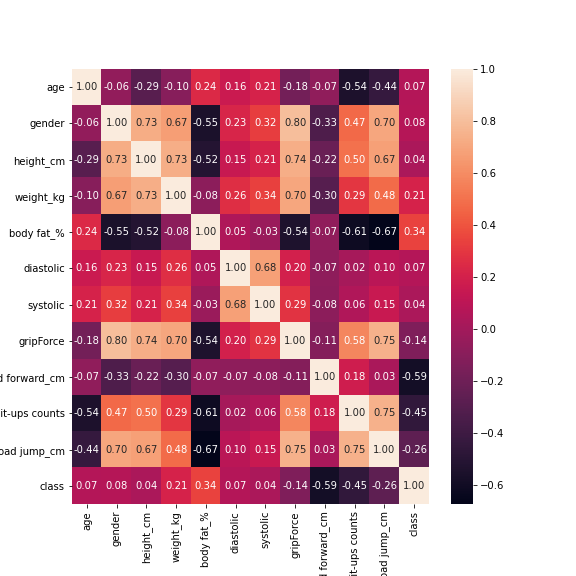 age 1.00 -0.06 -0.29 -0.10 0.24 0.16 0.21 -0.18 -0.07 -0.54 -0.44 0.07
gender -0.06 1.00 0.73 0.67 -0.55 0.23 0.32 0.80 -0.33 0.47 0.70 0.08
height_cm -0.29 0.73 1.00 0.73 -0.52 0.15 0.21 0.74 -0.22 0.50 0.67 0.04
weight_kg -0.10 0.67 0.73 1.00 -0.08 0.26 0.34 0.70 -0.30 0.29 0.48 0.21
body fat_% 0.24 -0.55 -0.52 -0.08 1.00 0.05 -0.03 -0.54 -0.07 -0.61 -0.67 0.34
diastolic 0.16 0.23 0.15 0.26 0.05 1.00 0.68 0.20 -0.07 0.02 0.10 0.07
systolic 0.21 0.32 0.21 0.34 -0.03 0.68 1.00 0.29 -0.08 0.06 0.15 0.04
gripForce -0.18 0.80 0.74 0.70 -0.54 0.20 0.29 1.00 -0.11 0.58 0.75 -0.14
d forward_cm -0.07 -0.33 -0.22 -0.30 -0.07 -0.07 -0.08 -0.11 1.00 0.18 0.03 -0.59
it-ups counts -0.54 0.47 0.50 0.29 -0.61 0.02 0.06 0.58 0.18 1.00 0.75 -0.45
oad jump_cm -0.44 0.70 0.67 0.48 -0.67 0.10 0.15 0.75 0.03 0.75 1.00 -0.26
class 0.07 0.08 0.04 0.21 0.34 0.07 0.04 -0.14 -0.59 -0.45 -0.26 1.00
age
gender
height_cm
weight_kg
body fat_%
diastolic
systolic
gripForce
d forward_cm
it-ups counts
oad jump_cm
class
1.0
0.8
0.6
0.4
0.2
0.0
−0.2
−0.4
−0.6